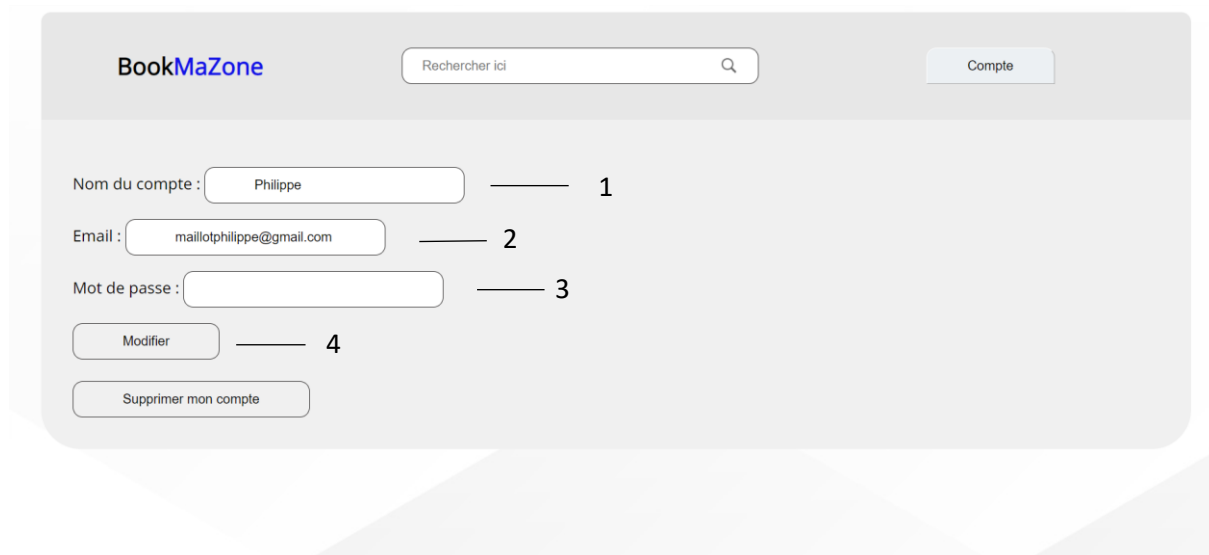 BookMaZone
Rechercher ici
Compte
Nom du compte : Philippe
1
Email : maillotphilippe@gmail.com
2
Mot de passe :
3
Modifier
4
Supprimer mon compte